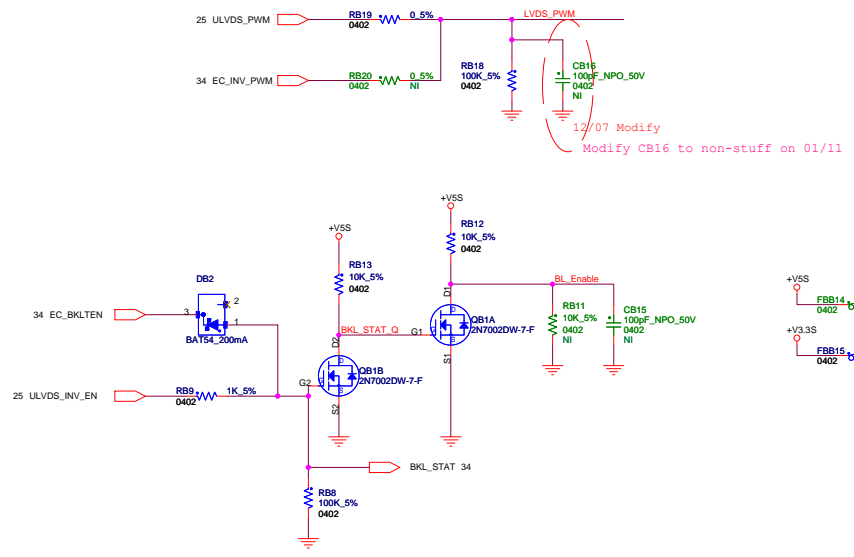 25 ULVDS_PWM
RB19
0402
0_5%
LVDS_PWM
34 EC_INV_PWM
RB20
0402
0_5%
NI
RB18
100K_5%
0402
CB16
100pF_NPO_50V
0402
NI
12/07 Modify
Modify CB16 to non-stuff on 01/11
+V5S
RB12
10K_5%
0402
+V5S
RB13
10K_5%
0402
DB2
2
K
3
1
BAT54_200mA
34 EC_BKLTEN
BL_Enable
D1
D
G1
QB1A
2N7002DW-7-F
S1
RB11
10K_5%
0402
NI
CB15
100pF_NPO_50V
0402
NI
+V5S
FBB14
0402
+V3.3S
FBB15
0402
BKL_STAT_Q
D2
D
G2
QB1B
2N7002DW-7-F
S2
25 ULVDS_INV_EN
RB9
0402
1K_5%
BKL_STAT 34
RB8
100K_5%
0402